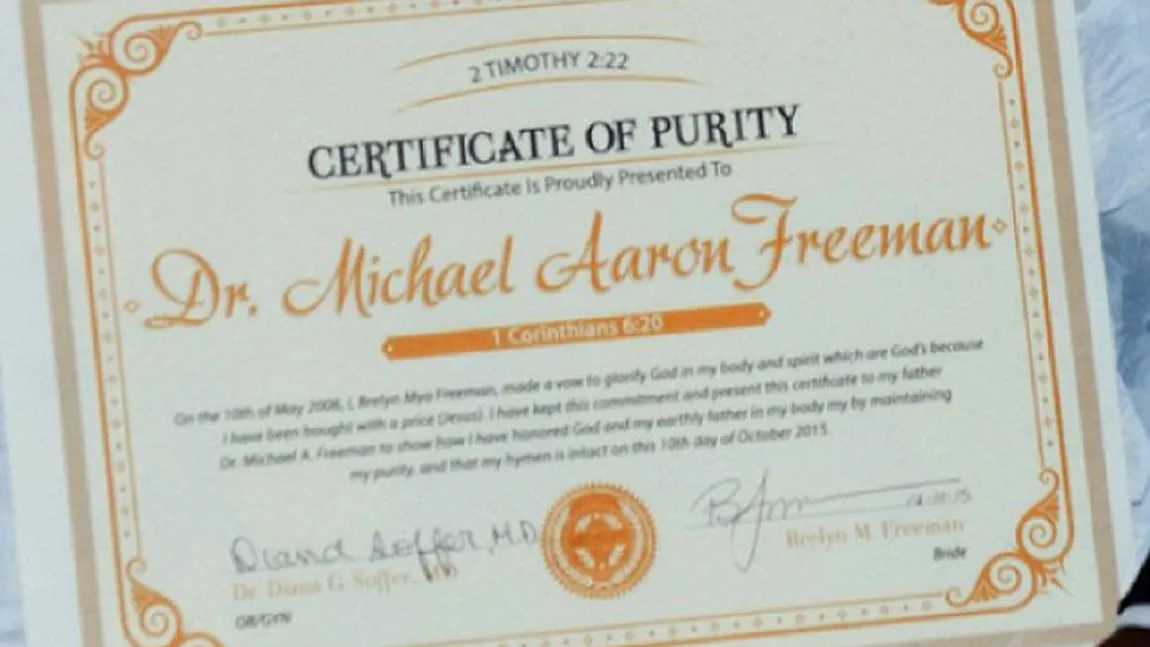 2 TIMOTHY 2:22
CERTIFICATE OF PURITY
This Certificate Is Proudly Presented To
Dr. Michael Aaron Freeman
1 Corinthians 6:20
On the 10th of May 2006, I, Brelyn Mya Freeman, made a vow to glorify God in my body and spirit which are God's because
I have been bought with a price (Jesus). I have kept this commitment and present this certificate to my father
Dr. Michael A. Freeman to show how I have honored God and my earthly father in my body my by maintaining
my purity, and that my hymen is intact on this 10th day of October 2015.
Diana Soffer, M.D.
Dr. Diana G. Soffer, MD
OB/GYN
Brelyn M. Freeman
Bride